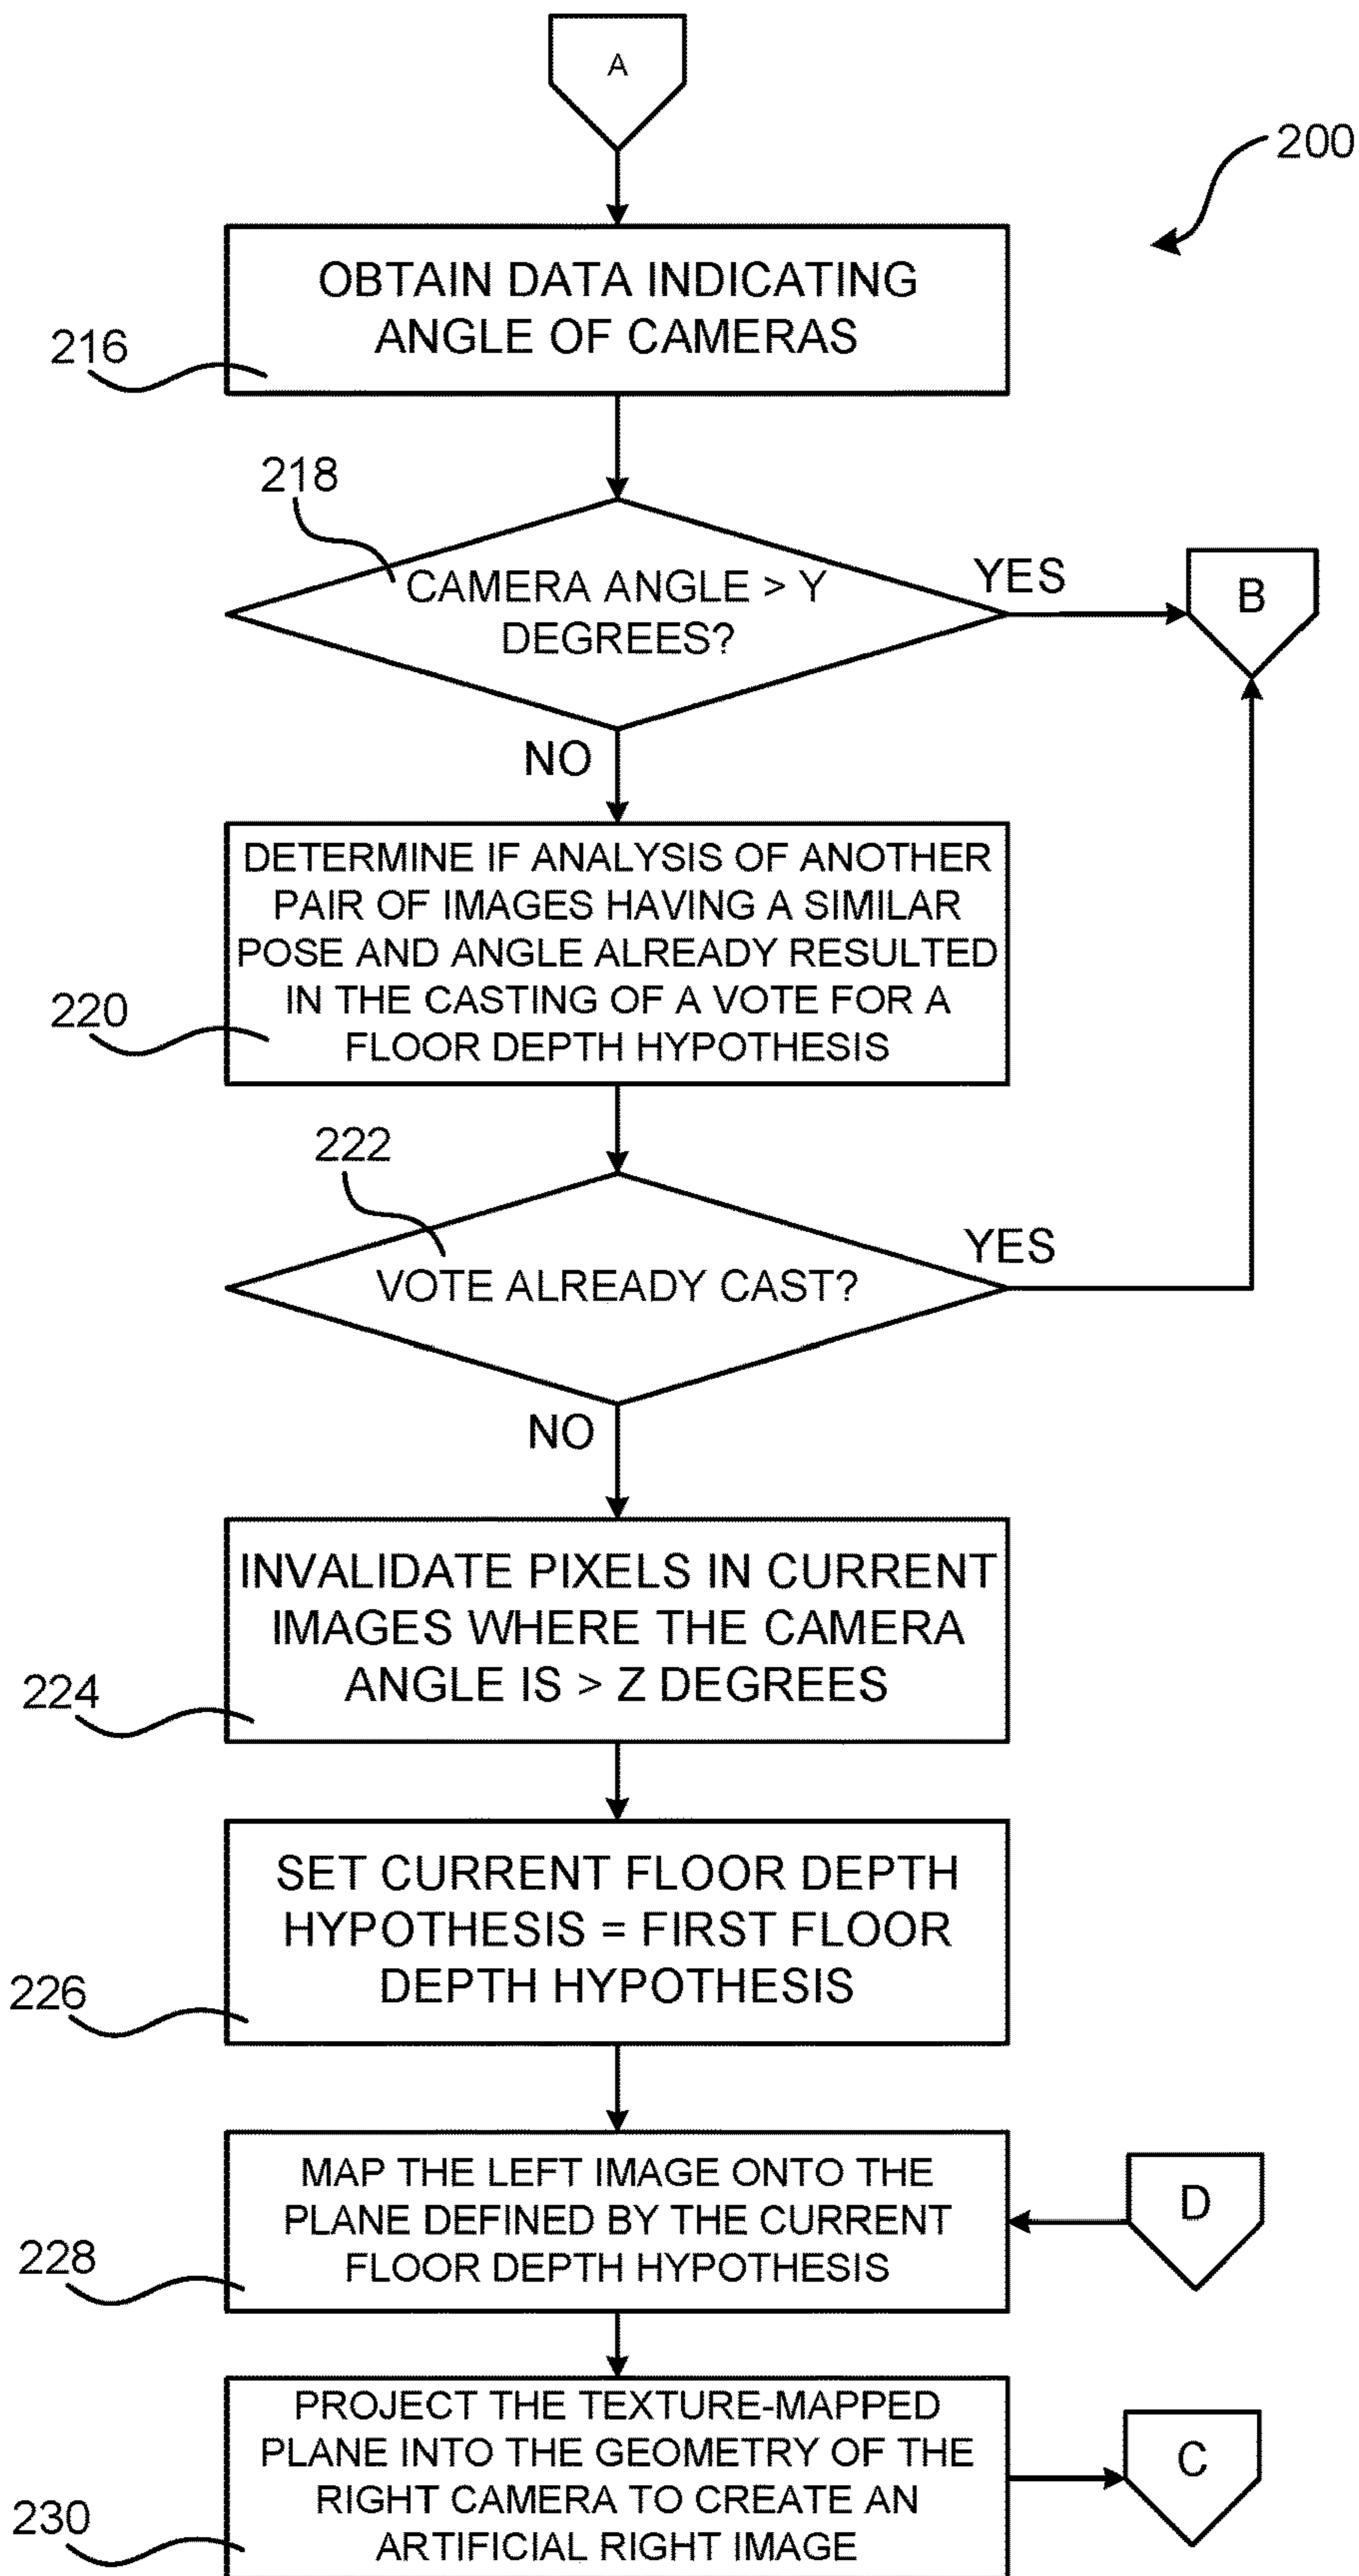 A
200
OBTAIN DATA INDICATING
ANGLE OF CAMERAS
216
218
CAMERA ANGLE > Y
DEGREES?
YES
B
NO
DETERMINE IF ANALYSIS OF ANOTHER
PAIR OF IMAGES HAVING A SIMILAR
POSE AND ANGLE ALREADY RESULTED
IN THE CASTING OF A VOTE FOR A
FLOOR DEPTH HYPOTHESIS
220
222
VOTE ALREADY CAST?
YES
NO
INVALIDATE PIXELS IN CURRENT
IMAGES WHERE THE CAMERA
ANGLE IS > Z DEGREES
224
SET CURRENT FLOOR DEPTH
HYPOTHESIS = FIRST FLOOR
DEPTH HYPOTHESIS
226
MAP THE LEFT IMAGE ONTO THE
PLANE DEFINED BY THE CURRENT
FLOOR DEPTH HYPOTHESIS
228
D
PROJECT THE TEXTURE-MAPPED
PLANE INTO THE GEOMETRY OF THE
RIGHT CAMERA TO CREATE AN
ARTIFICIAL RIGHT IMAGE
230
C